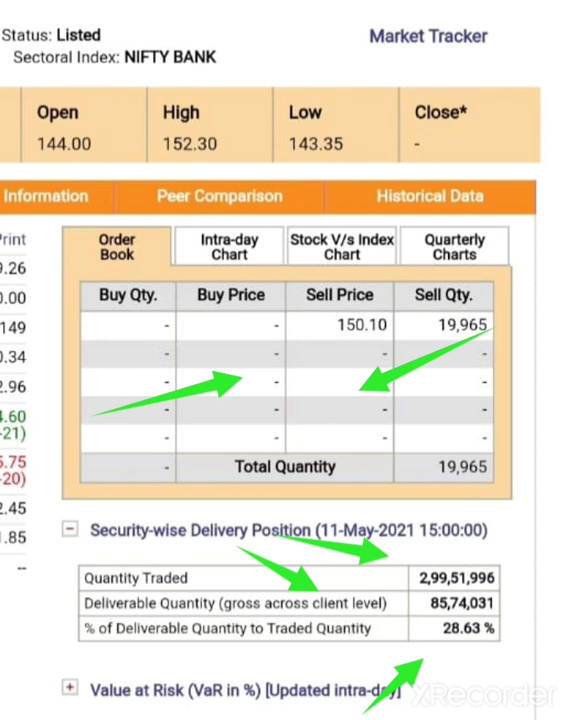 Status: Listed
Market Tracker
Sectoral Index: NIFTY BANK
Open High Low Close*
144.00 152.30 143.35 -
Information Peer Comparison Historical Data
Order Book Intra-day Chart Stock V/s Index Chart Quarterly Charts
Buy Qty. Buy Price Sell Price Sell Qty.
- - 150.10 19,965
- - - -
- - - -
- - - -
- - - -
- Total Quantity 19,965
Security-wise Delivery Position (11-May-2021 15:00:00)
Quantity Traded 2,99,51,996
Deliverable Quantity (gross across client level) 85,74,031
% of Deliverable Quantity to Traded Quantity 28.63 %
Value at Risk (VaR in %) [Updated intra-day]
XRecorder